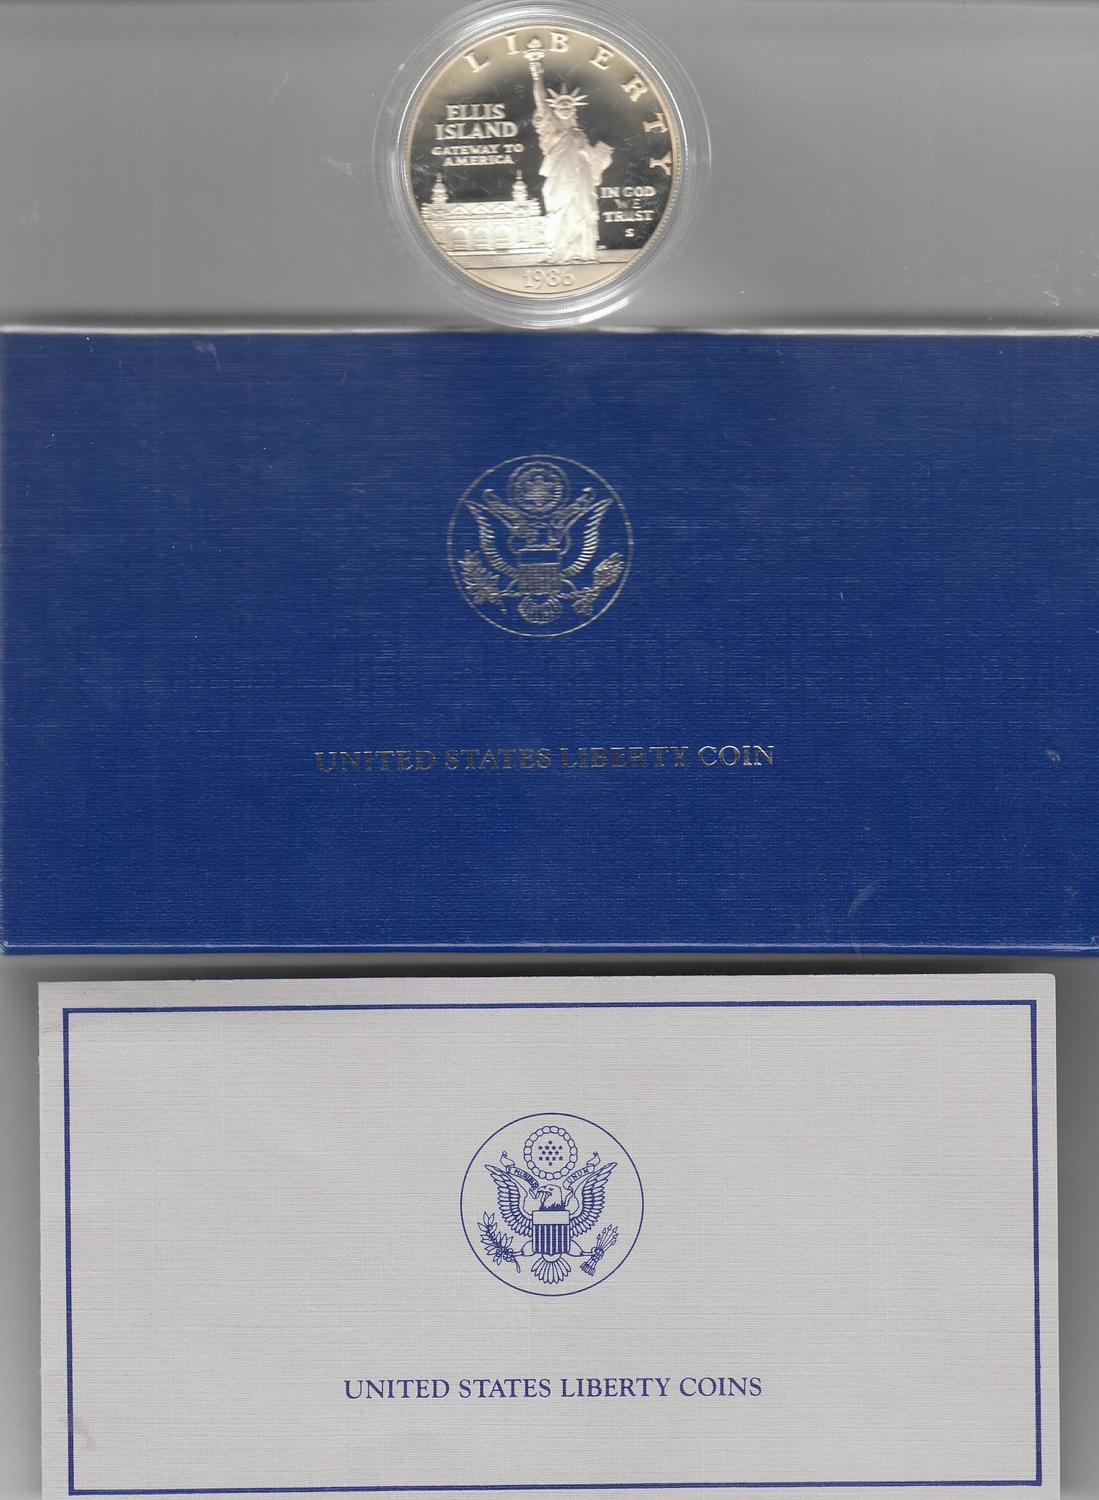 LIBERTY
ELLIS
ISLAND
GATEWAY TO
AMERICA
IN GOD
WE
TRUST
S
1986
UNITED STATES LIBERTY COIN
UNITED STATES LIBERTY COINS